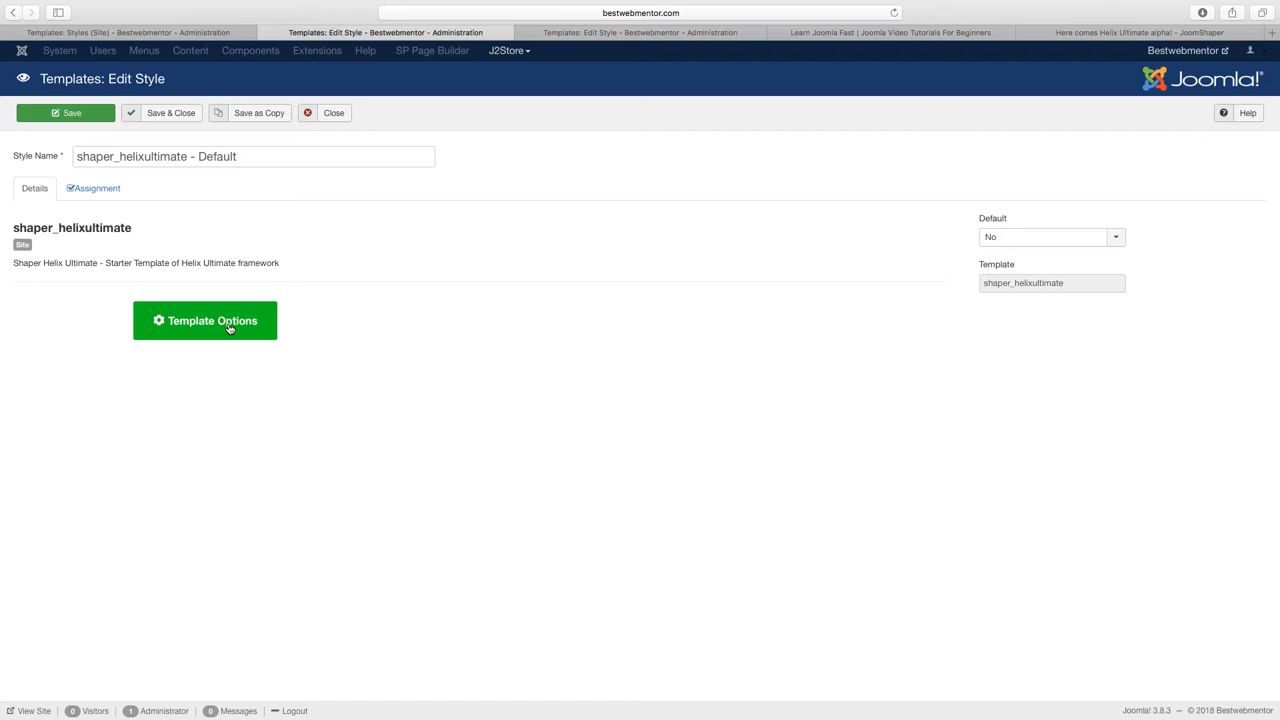 bestwebmentor.com
Templates: Styles (Site) - Bestwebmentor - Administration
Templates: Edit Style - Bestwebmentor - Administration
Templates: Edit Style - Bestwebmentor - Administration
Learn Joomla Fast | Joomla Video Tutorials For Beginners
Here comes Helix Ultimate alpha! - JoomShaper
System Users Menus Content Components Extensions Help SP Page Builder J2Store
Bestwebmentor
Templates: Edit Style
Joomla!®
Save
Save & Close
Save as Copy
Close
Help
Style Name *
shaper_helixultimate - Default
Details
Assignment
shaper_helixultimate
Site
Shaper Helix Ultimate - Starter Template of Helix Ultimate framework
Template Options
Default
No
Template
shaper_helixultimate
View Site 0 Visitors 1 Administrator 0 Messages Logout
Joomla! 3.8.3 — © 2018 Bestwebmentor